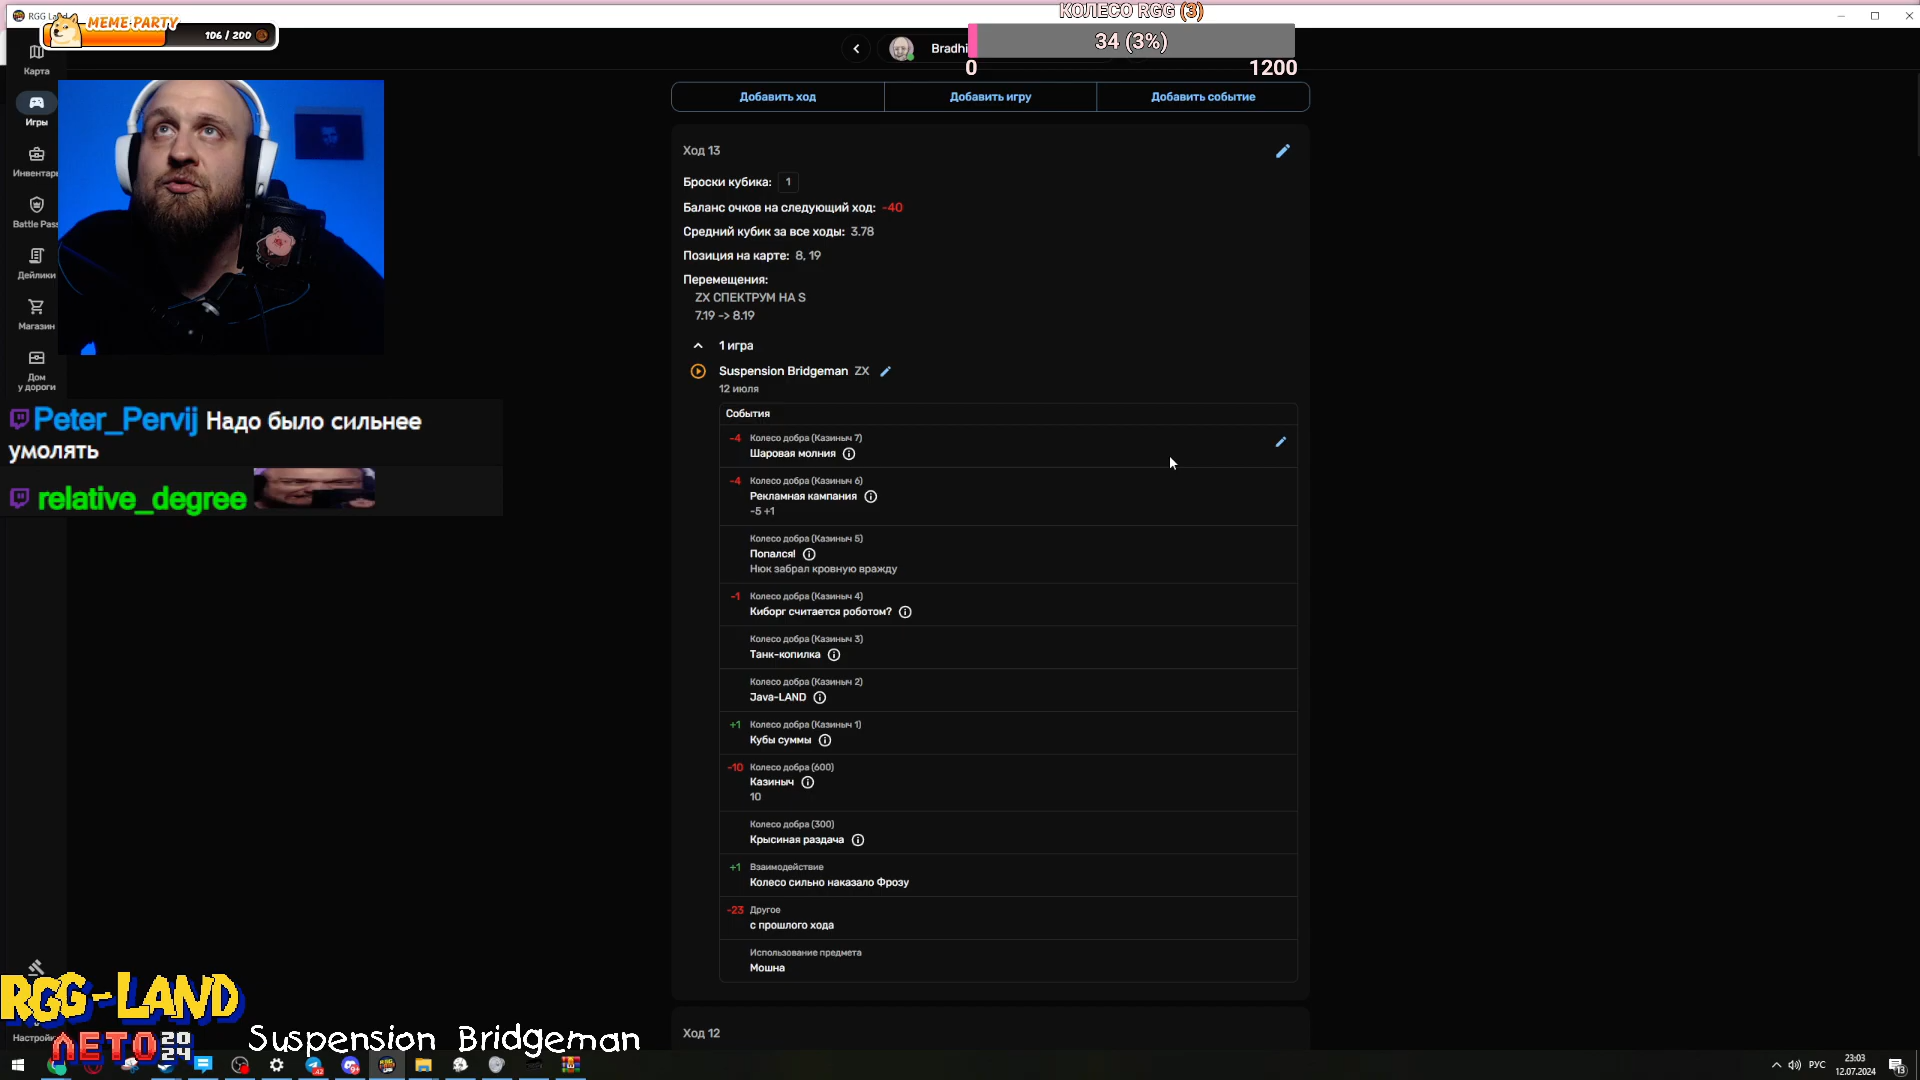 RGG Land
MEME PARTY
106 / 200
КОЛЕСО RGG (3)
34 (3%)
0
1200
Bradhi
Карта
Игры
Инвентарь
Battle Pass
Дейлики
Магазин
Дом
у дороги
Добавить ход
Добавить игру
Добавить событие
Ход 13
Броски кубика: 1
Баланс очков на следующий ход: -40
Средний кубик за все ходы: 3.78
Позиция на карте: 8, 19
Перемещения:
ZX СПЕКТРУМ НА S
7.19 -> 8.19
1 игра
Suspension Bridgeman ZX
12 июля
События
-4 Колесо добра (Казиныч 7)
Шаровая молния
-4 Колесо добра (Казиныч 6)
Рекламная кампания
-5 +1
Колесо добра (Казиныч 5)
Попался!
Нюк забрал кровную вражду
-1 Колесо добра (Казиныч 4)
Киборг считается роботом?
Колесо добра (Казиныч 3)
Танк-копилка
Колесо добра (Казиныч 2)
Java-LAND
+1 Колесо добра (Казиныч 1)
Кубы суммы
-10 Колесо добра (600)
Казиныч
10
Колесо добра (300)
Крысиная раздача
+1 Взаимодействие
Колесо сильно наказало Фрозу
-23 Другое
с прошлого хода
Использование предмета
Мошна
Ход 12
Peter_Pervij Надо было сильнее
умолять
relative_degree
RGG-LAND
Настройки
ЛЕТО 2024
Suspension Bridgeman
РУС
23:03
12.07.2024
13